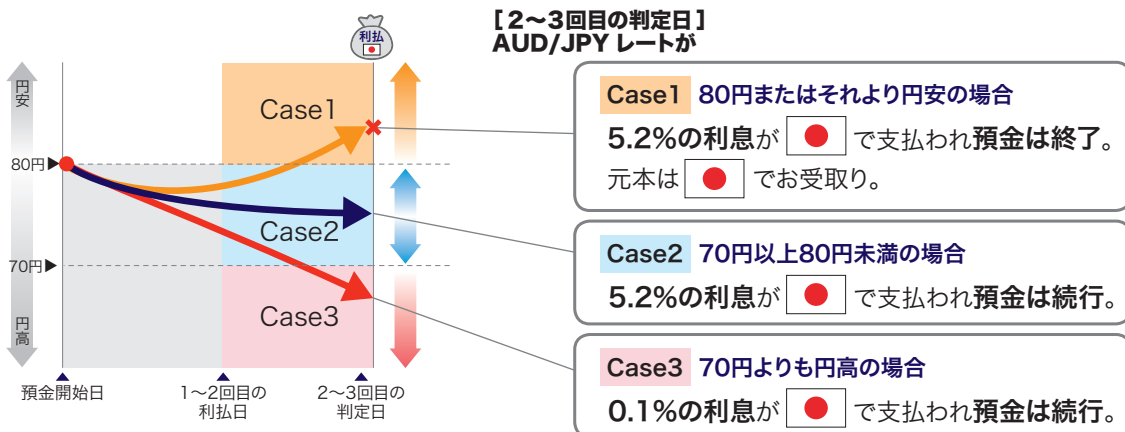 [2〜3回目の判定日]
AUD/JPY レートが
利払
円安
80円
70円
円高
Case1
Case2
Case3
預金開始日
1〜2回目の
利払日
2〜3回目の
判定日
Case1 80円またはそれより円安の場合
5.2%の利息が で支払われ預金は終了。
元本は でお受取り。
Case2 70円以上80円未満の場合
5.2%の利息が で支払われ預金は続行。
Case3 70円よりも円高の場合
0.1%の利息が で支払われ預金は続行。